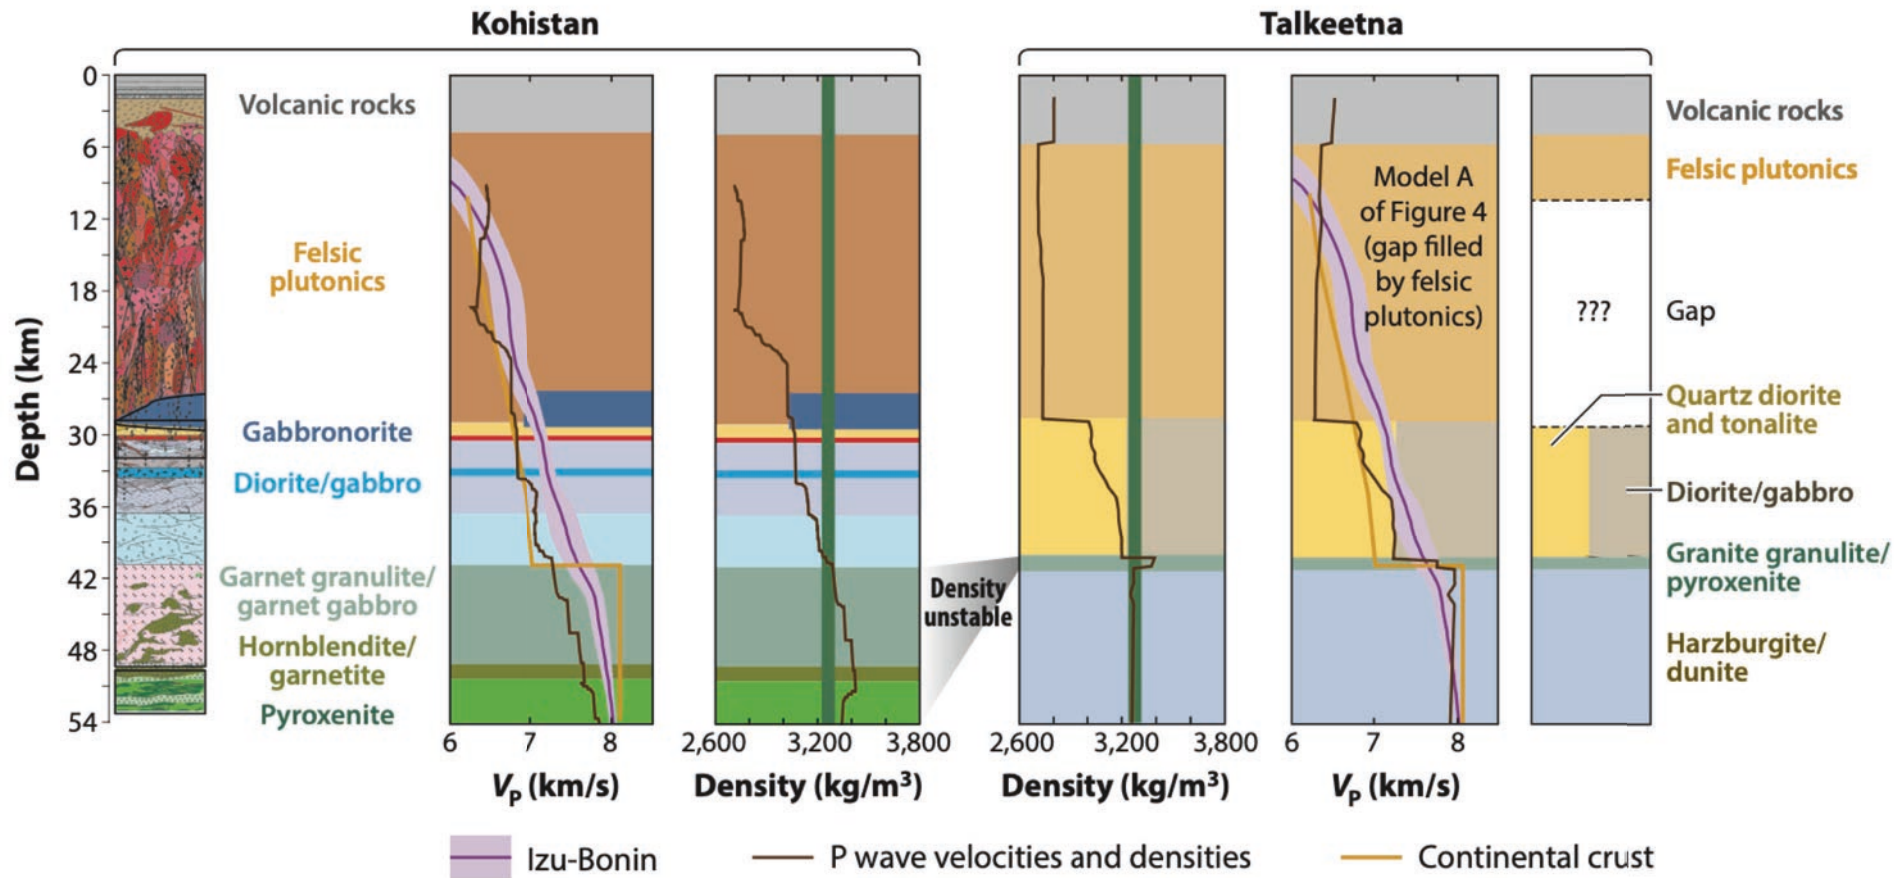 Kohistan
Talkeetna
Depth (km)
0
6
12
18
24
30
36
42
48
54
Volcanic rocks
Felsic
plutonics
Gabbronorite
Diorite/gabbro
Garnet granulite/
garnet gabbro
Hornblendite/
garnetite
Pyroxenite
6
7
8
VP (km/s)
2,600
3,200
3,800
Density (kg/m3)
Density
unstable
2,600
3,200
3,800
Density (kg/m3)
Model A
of Figure 4
(gap filled
by felsic
plutonics)
6
7
8
VP (km/s)
???
Volcanic rocks
Felsic plutonics
Gap
Quartz diorite
and tonalite
Diorite/gabbro
Granite granulite/
pyroxenite
Harzburgite/
dunite
Izu-Bonin
P wave velocities and densities
Continental crust